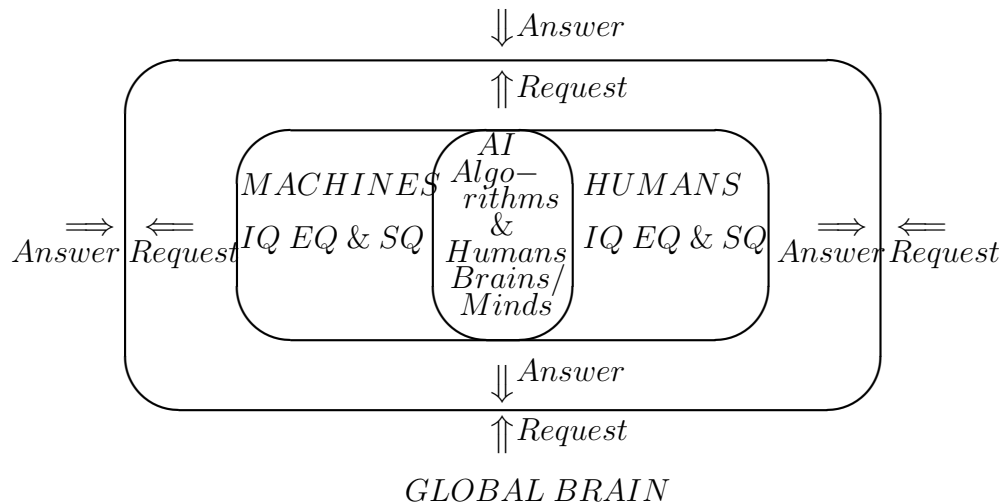 ⇓ Answer
⇑ Request
AI
MACHINES Algo− HUMANS
rithms
&
IQ EQ & SQ Humans IQ EQ & SQ
⇒ ⇐ ⇒ ⇐
Answer Request Answer Request
Brains/
Minds
⇓ Answer
⇑ Request
GLOBAL BRAIN